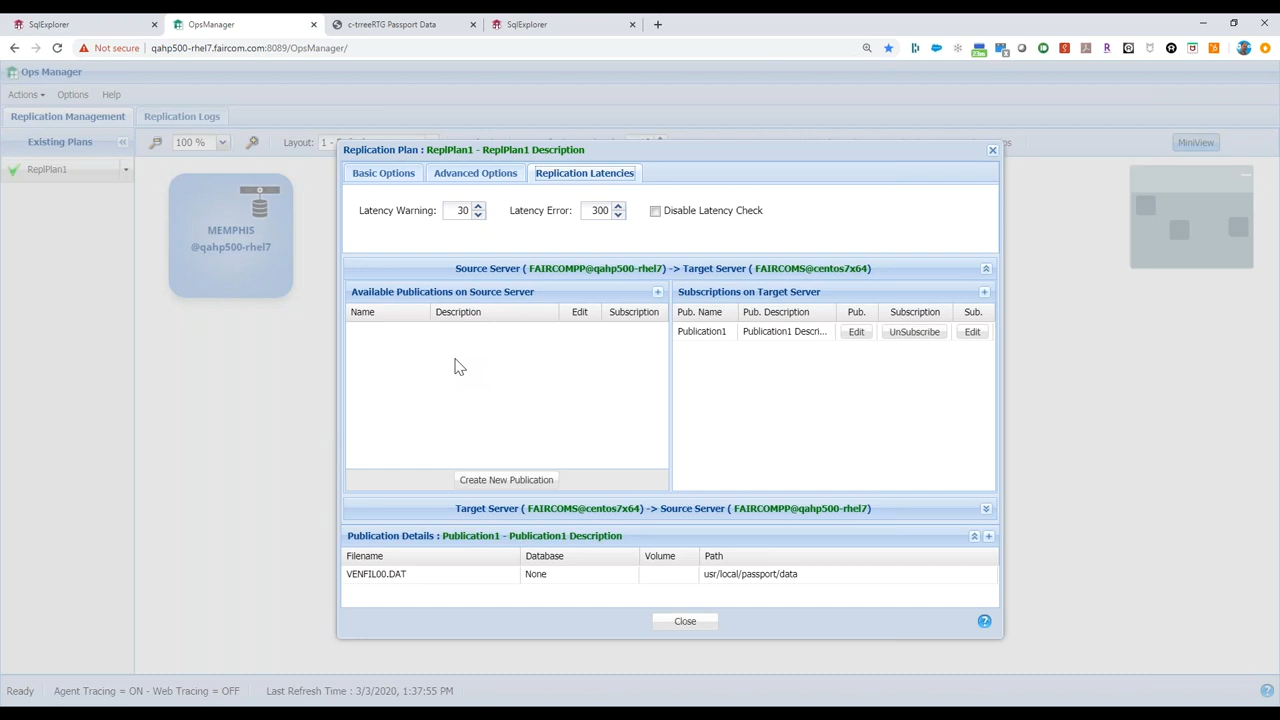 SqlExplorer
OpsManager
c-trreeRTG Passport Data
SqlExplorer
Not secure | qahp500-rhel7.faircom.com:8089/OpsManager/
Ops Manager
Actions Options Help
Replication Management Replication Logs
Existing Plans
100 % Layout: MiniView
ReplPlan1
MEMPHIS
@qahp500-rhel7
Replication Plan : ReplPlan1 - ReplPlan1 Description
Basic Options Advanced Options Replication Latencies
Latency Warning: 30 Latency Error: 300 Disable Latency Check
Source Server ( FAIRCOMPP@qahp500-rhel7) -> Target Server ( FAIRCOMS@centos7x64)
Available Publications on Source Server
Name Description Edit Subscription
Create New Publication
Subscriptions on Target Server
Pub. Name Pub. Description Pub. Subscription Sub.
Publication1 Publication1 Descri... Edit UnSubscribe Edit
Target Server ( FAIRCOMS@centos7x64) -> Source Server ( FAIRCOMPP@qahp500-rhel7)
Publication Details : Publication1 - Publication1 Description
Filename Database Volume Path
VENFIL00.DAT None usr/local/passport/data
Close
Ready Agent Tracing = ON - Web Tracing = OFF Last Refresh Time : 3/3/2020, 1:37:55 PM